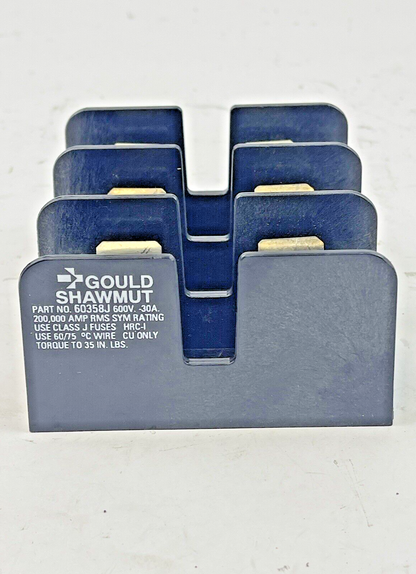 GOULD
SHAWMUT
PART NO. 60358J 600V. -30A.
200,000 AMP RMS SYM RATING
USE CLASS J FUSES HRC-I
USE 60/75 °C WIRE CU ONLY
TORQUE TO 35 IN. LBS.